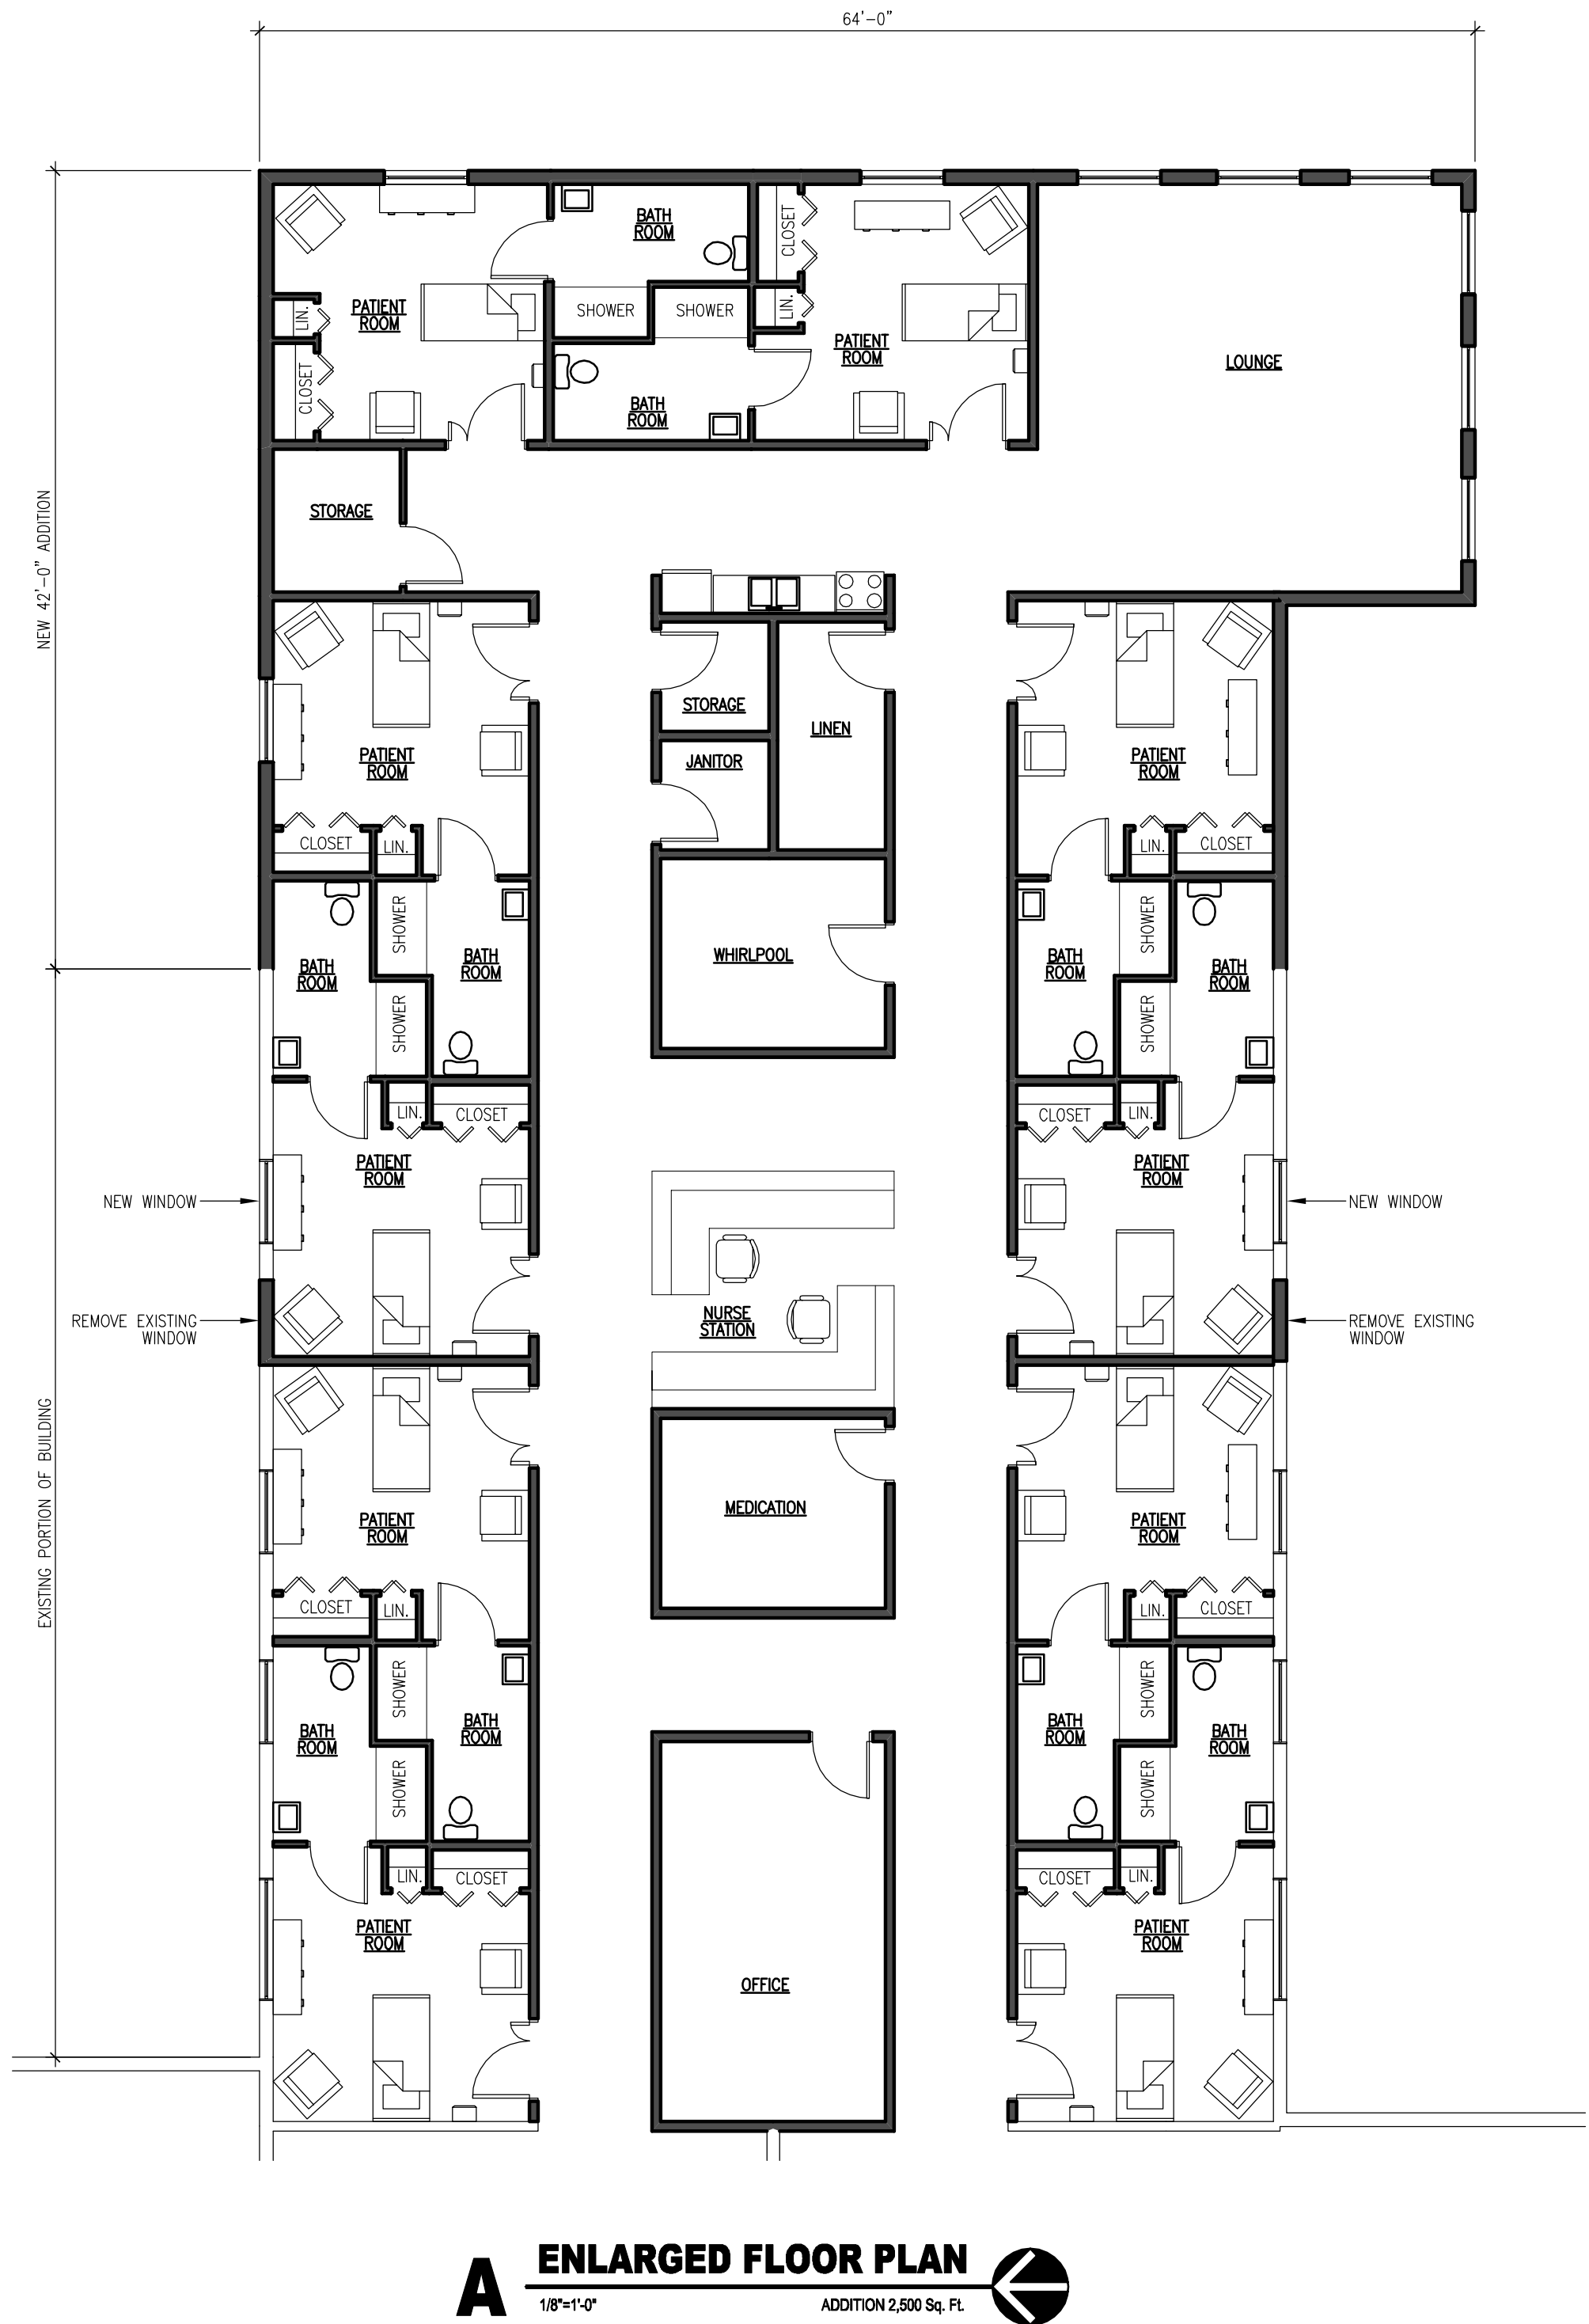 64'-0"
BATH
ROOM
CLOSET
PATIENT
ROOM
LIN.
SHOWER
SHOWER
LIN.
PATIENT
ROOM
LOUNGE
CLOSET
BATH
ROOM
STORAGE
NEW 42'-0" ADDITION
STORAGE
LINEN
PATIENT
ROOM
JANITOR
PATIENT
ROOM
CLOSET
LIN.
LIN.
CLOSET
SHOWER
SHOWER
BATH
ROOM
BATH
ROOM
WHIRLPOOL
BATH
ROOM
BATH
ROOM
SHOWER
SHOWER
LIN.
CLOSET
CLOSET
LIN.
PATIENT
ROOM
PATIENT
ROOM
NEW WINDOW
NEW WINDOW
NURSE
STATION
REMOVE EXISTING
WINDOW
REMOVE EXISTING
WINDOW
EXISTING PORTION OF BUILDING
MEDICATION
PATIENT
ROOM
PATIENT
ROOM
CLOSET
LIN.
LIN.
CLOSET
SHOWER
SHOWER
BATH
ROOM
BATH
ROOM
BATH
ROOM
BATH
ROOM
SHOWER
SHOWER
LIN.
CLOSET
CLOSET
LIN.
PATIENT
ROOM
PATIENT
ROOM
OFFICE
A
ENLARGED FLOOR PLAN
1/8"=1'-0"
ADDITION 2,500 Sq. Ft.